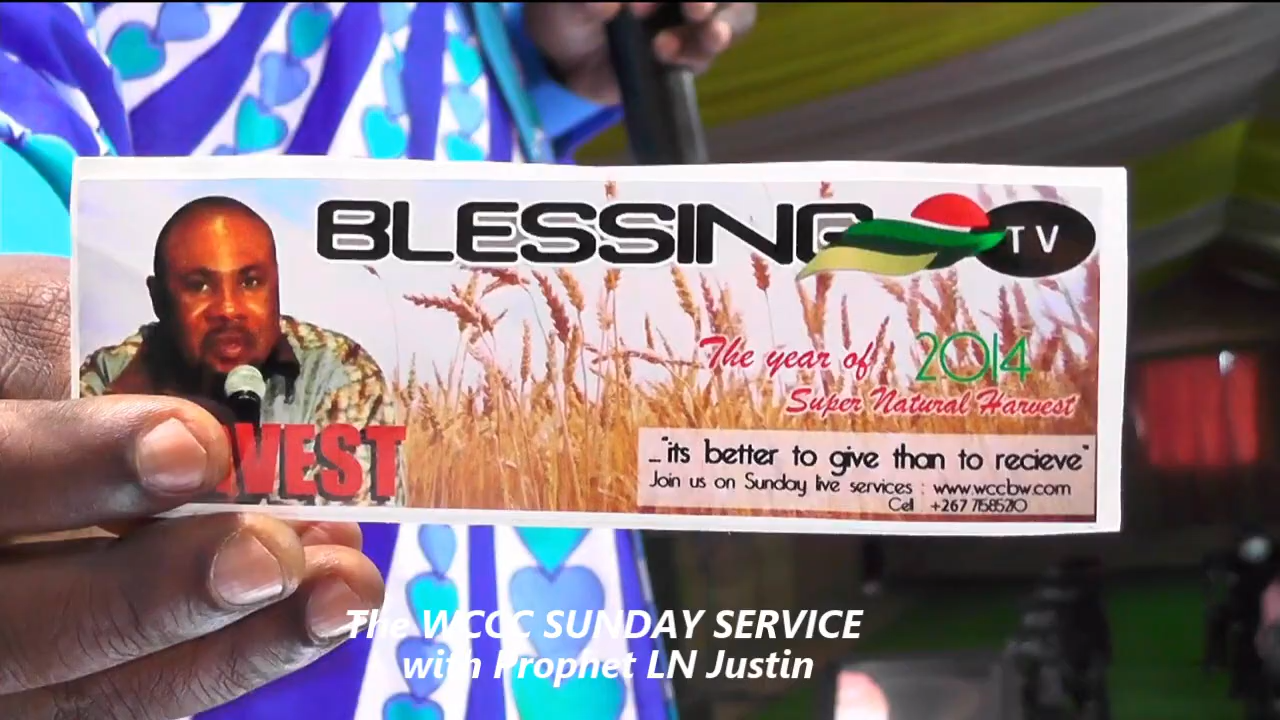 BLESSING TV
The year of 2014
Super Natural Harvest
VEST
..."its better to give than to recieve"
Join us on Sunday live services : www.wccbw.com
Cell +267
The WCCC SUNDAY SERVICE
with Prophet LN Justin